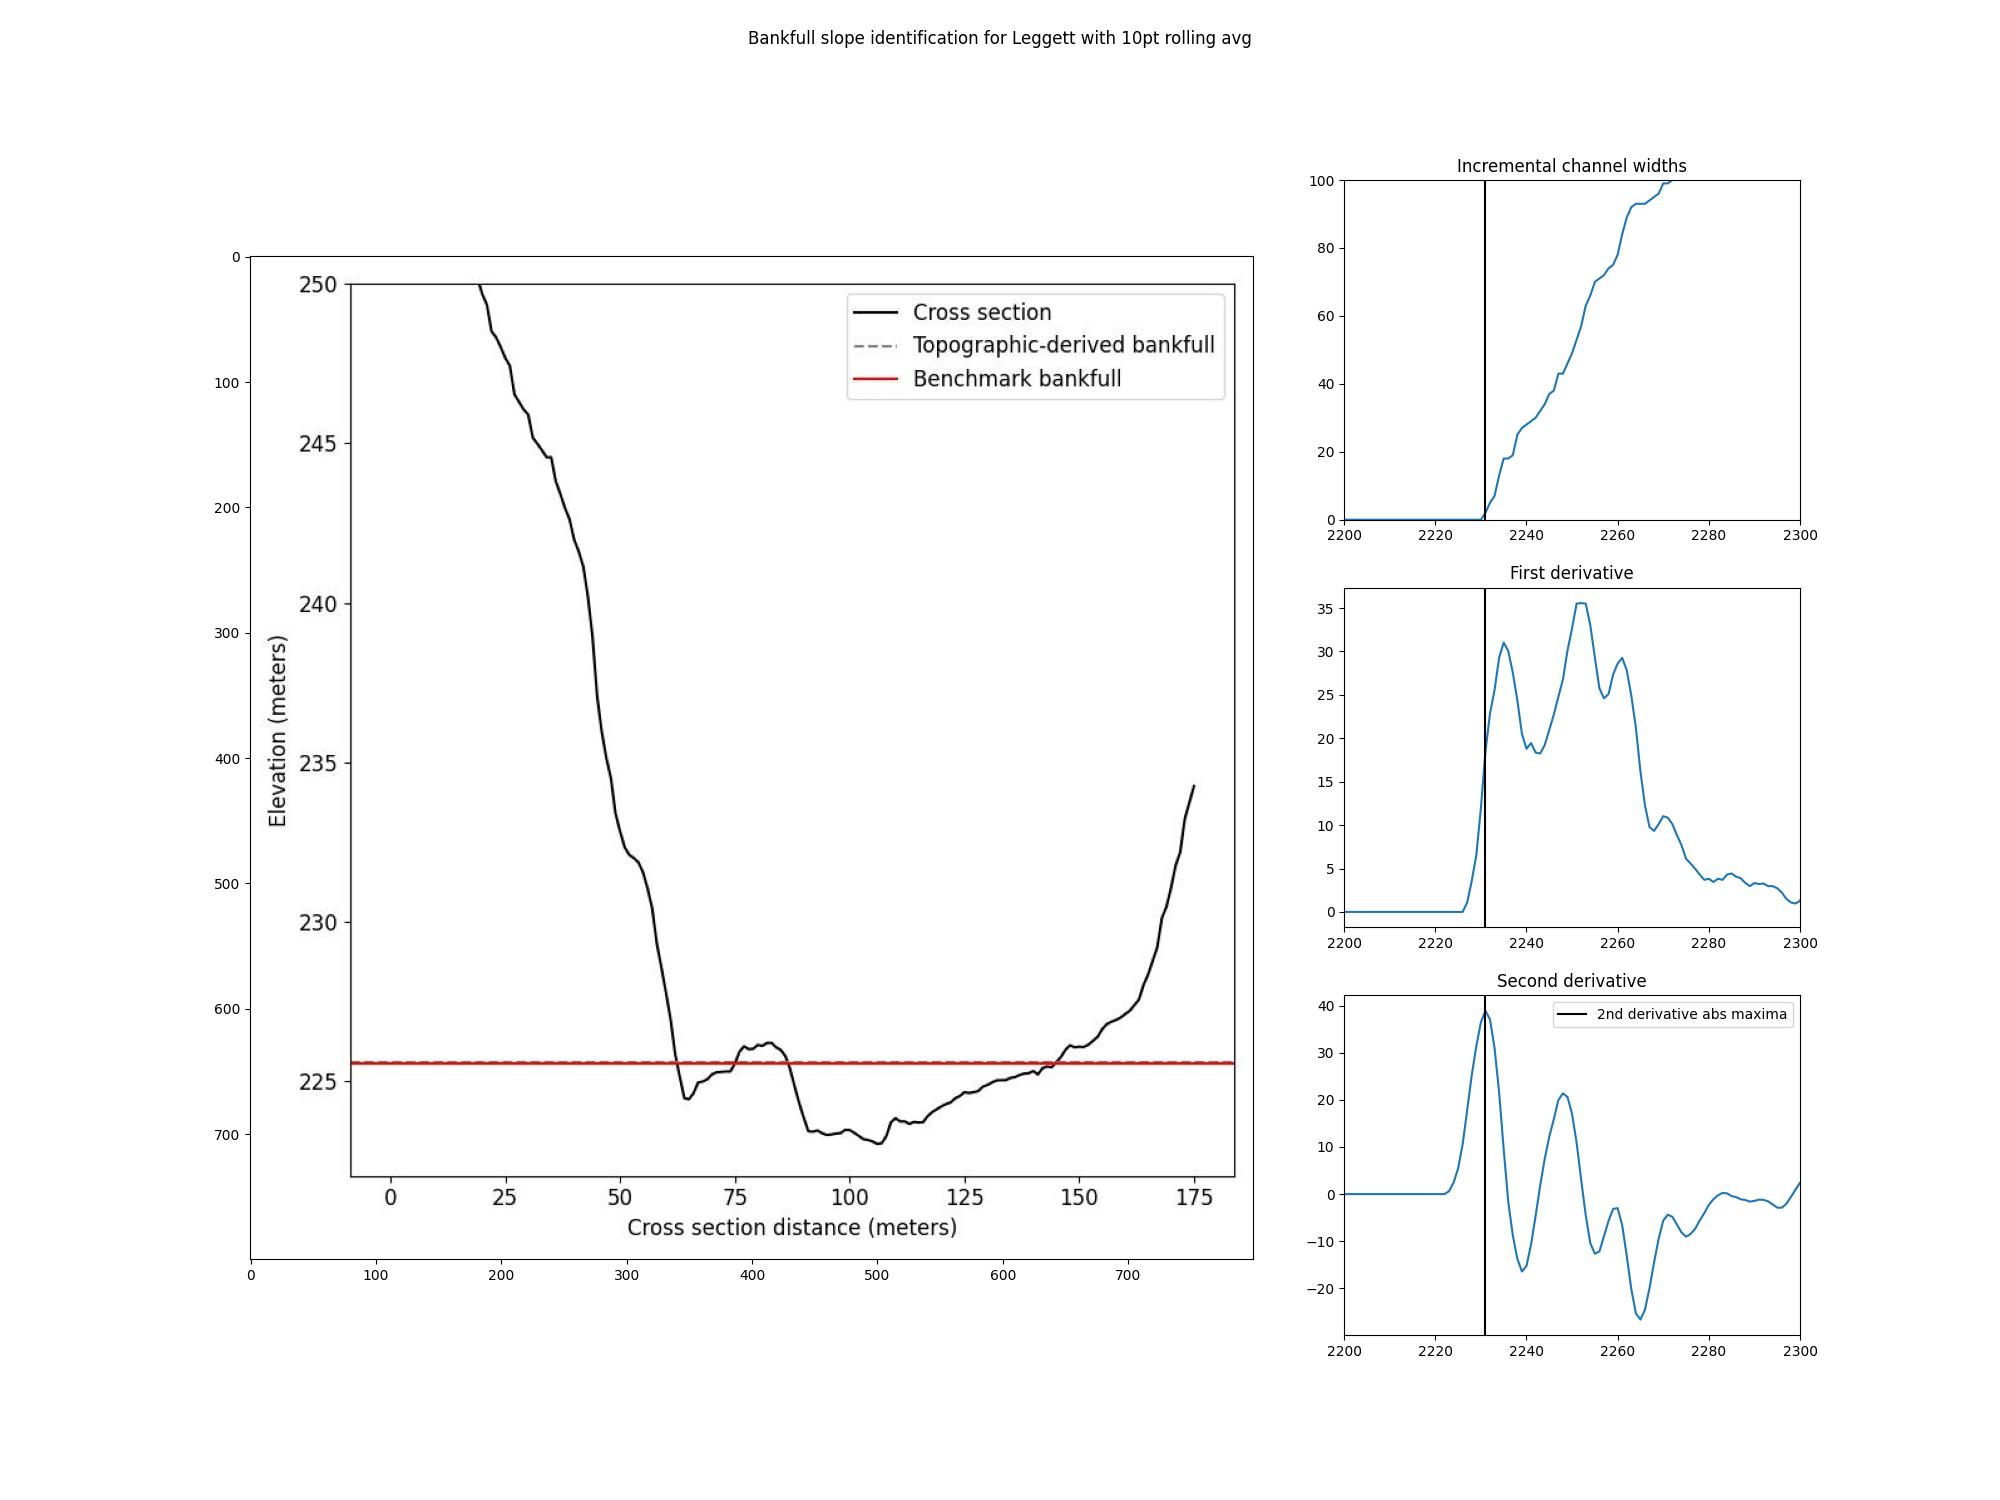 Bankfull slope identification for Leggett with 10pt rolling avg
0
100
200
300
400
500
600
700
0 100 200 300 400 500 600 700
250
245
240
235
230
225
Elevation (meters)
Cross section
Topographic-derived bankfull
Benchmark bankfull
0 25 50 75 100 125 150 175
Cross section distance (meters)
Incremental channel widths
100
80
60
40
20
0
2200 2220 2240 2260 2280 2300
First derivative
35
30
25
20
15
10
5
0
2200 2220 2240 2260 2280 2300
Second derivative
2nd derivative abs maxima
40
30
20
10
0
−10
−20
2200 2220 2240 2260 2280 2300